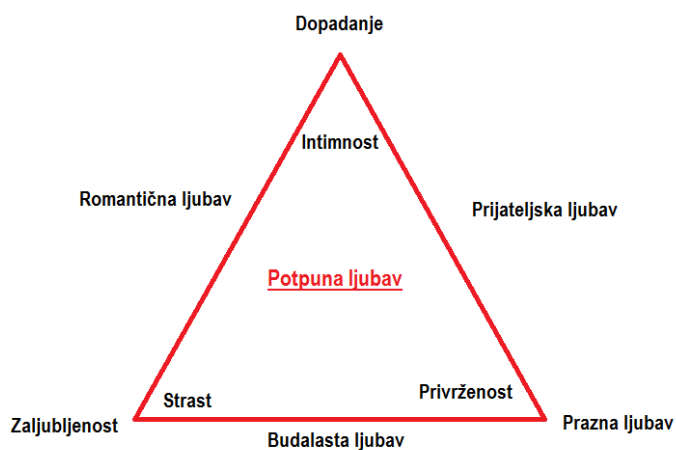 Dopadanje
Intimnost
Romantična ljubav
Prijateljska ljubav
Potpuna ljubav
Strast
Privrženost
Zaljubljenost
Prazna ljubav
Budalasta ljubav